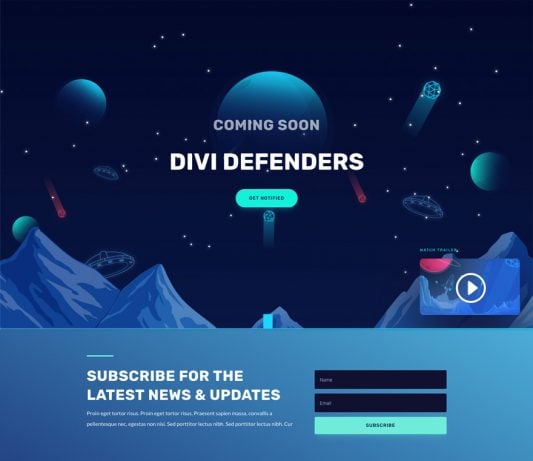 COMING SOON
DIVI DEFENDERS
GET NOTIFIED
WATCH TRAILER
SUBSCRIBE FOR THE
LATEST NEWS & UPDATES
Proin eget tortor risus. Proin eget tortor risus. Praesent sapien massa, convallis a
pellentesque nec, egestas non nisi. Sed porttitor lectus nibh. Sed porttitor lectus nibh. Cur
Name
Email
SUBSCRIBE